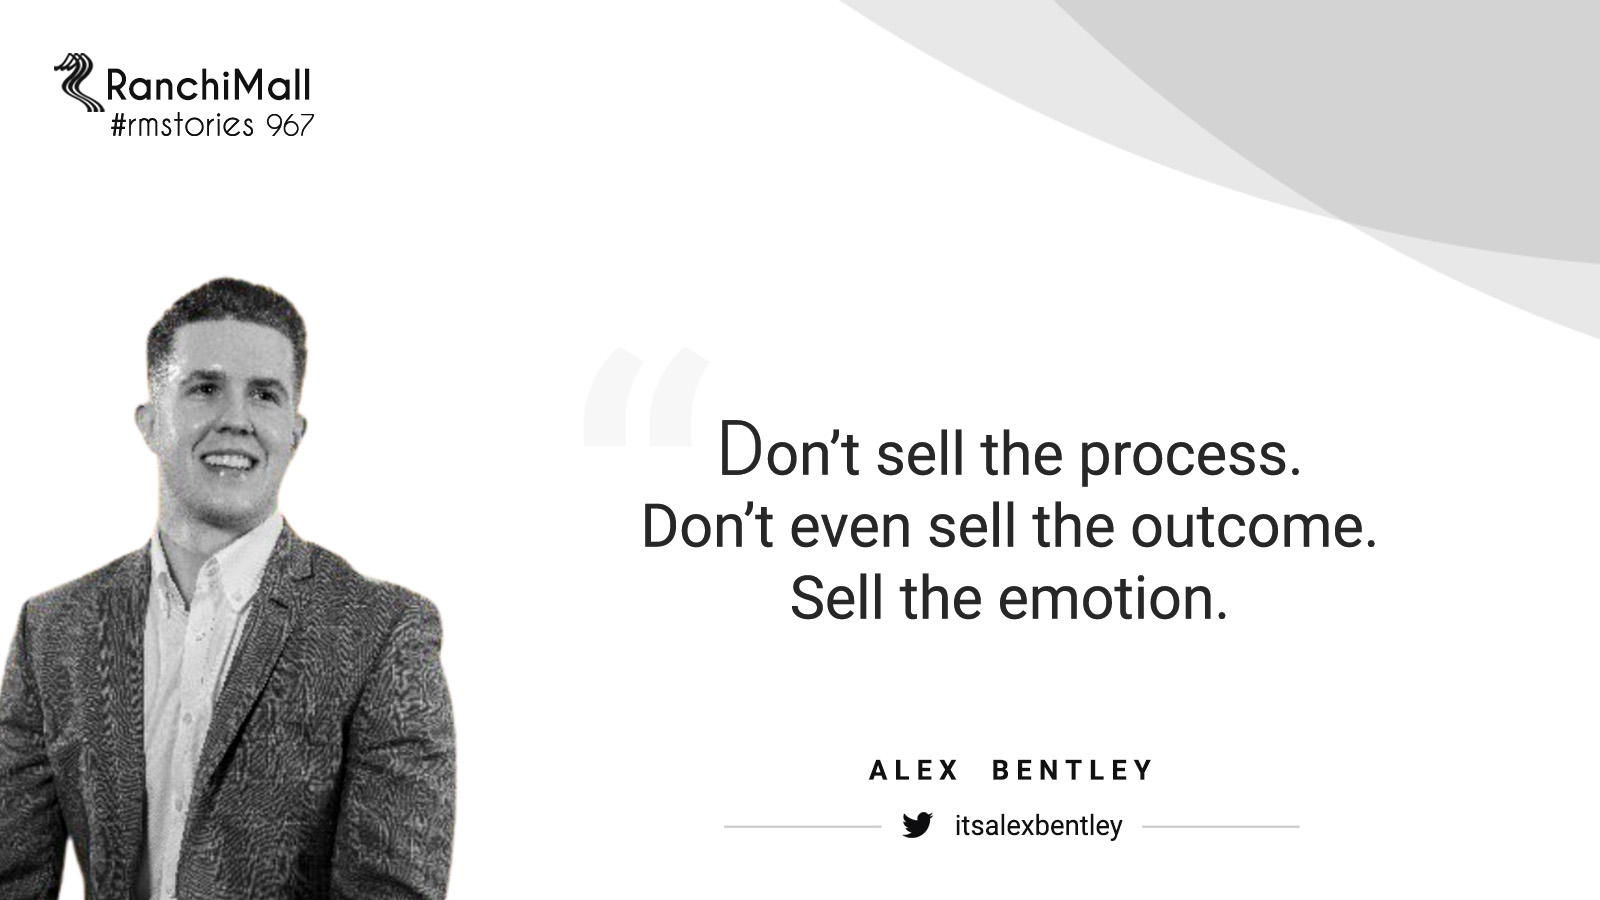 RanchiMall
#rmstories 967
“
Don’t sell the process.
Don’t even sell the outcome.
Sell the emotion.
ALEX BENTLEY
itsalexbentley